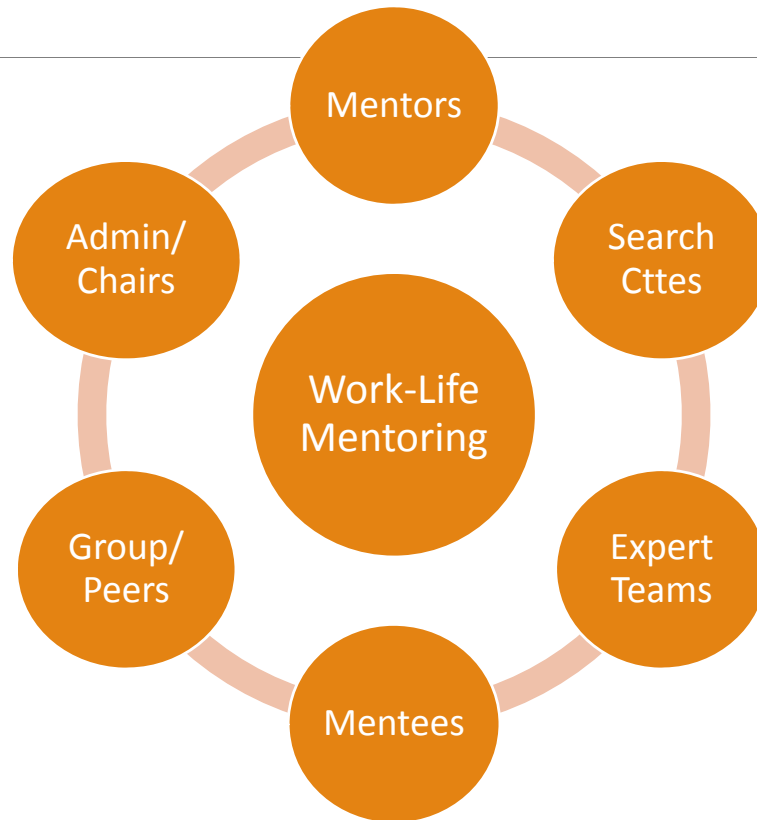 Mentors
Admin/
Chairs
Search
Cttes
Work-Life
Mentoring
Group/
Peers
Expert
Teams
Mentees